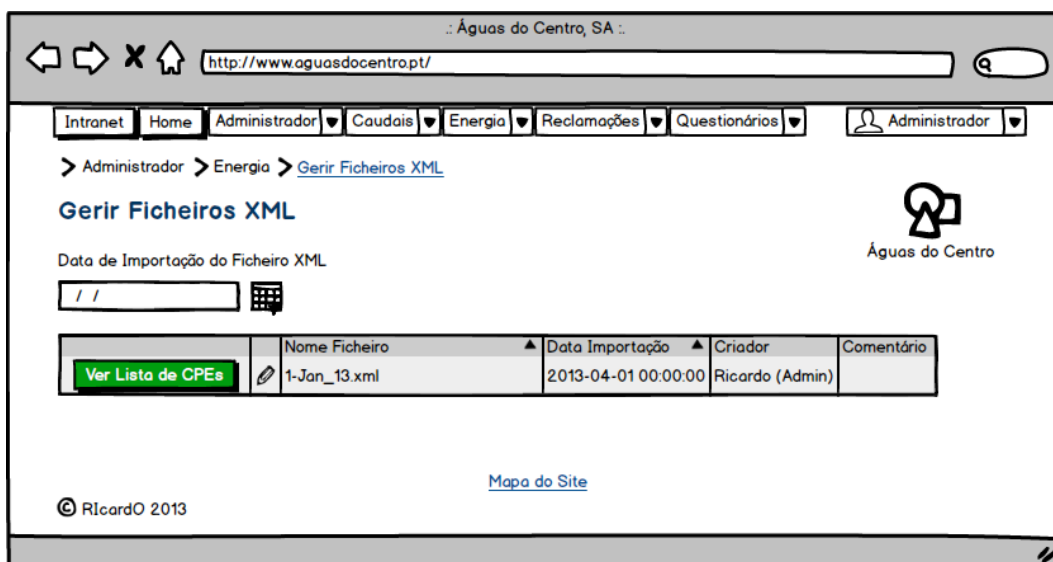 .: Águas do Centro, SA :.
http://www.aguasdocentro.pt/
Intranet Home Administrador Caudais Energia Reclamações Questionários Administrador
Administrador Energia Gerir Ficheiros XML
Gerir Ficheiros XML
Águas do Centro
Data de Importação do Ficheiro XML
/ /
Nome Ficheiro Data Importação Criador Comentário
Ver Lista de CPEs 1-Jan_13.xml 2013-04-01 00:00:00 Ricardo (Admin)
Mapa do Site
© RIcardO 2013